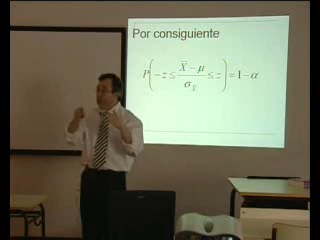 Por consiguiente
P(−z ≤ (X̄ − μ)/σ_X̄ ≤ z) = 1 − α